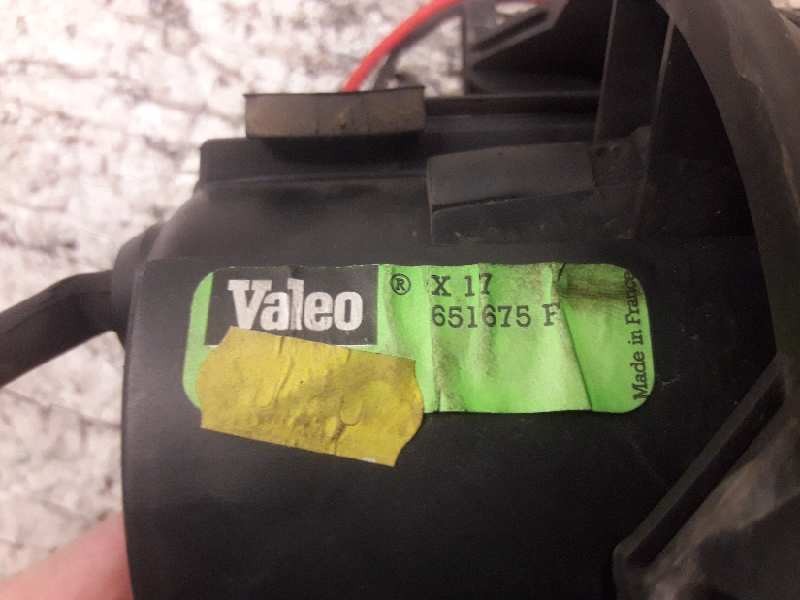 Valeo ® X 17
651675 F
Made in France